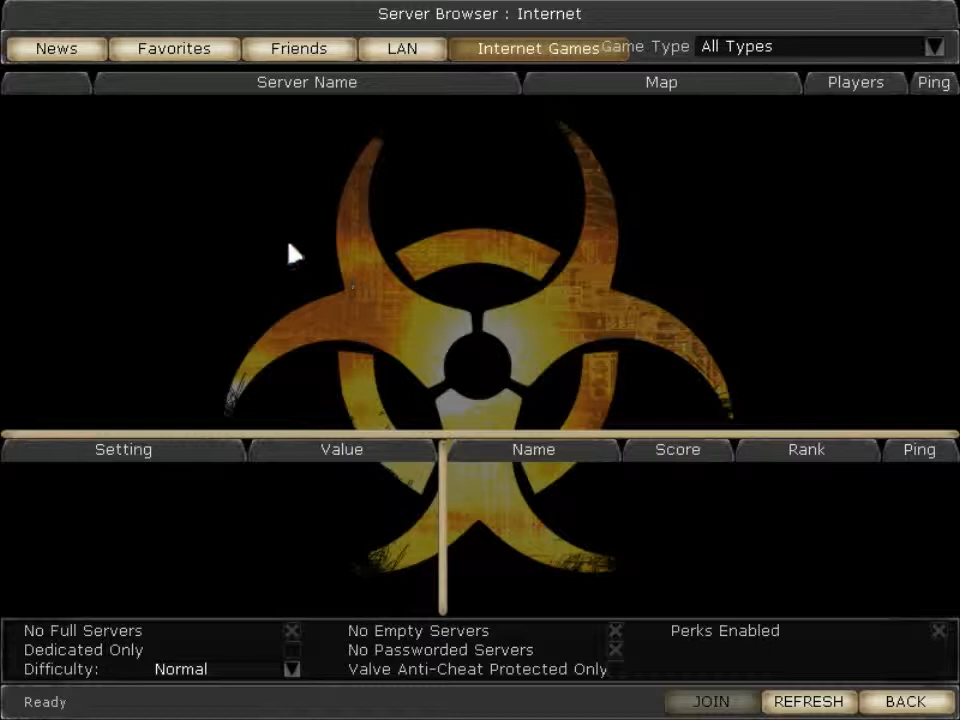 Server Browser : Internet
News Favorites Friends LAN Internet Games Game Type All Types
Server Name Map Players Ping
Setting Value Name Score Rank Ping
No Full Servers No Empty Servers Perks Enabled
Dedicated Only No Passworded Servers
Difficulty: Normal Valve Anti-Cheat Protected Only
Ready JOIN REFRESH BACK